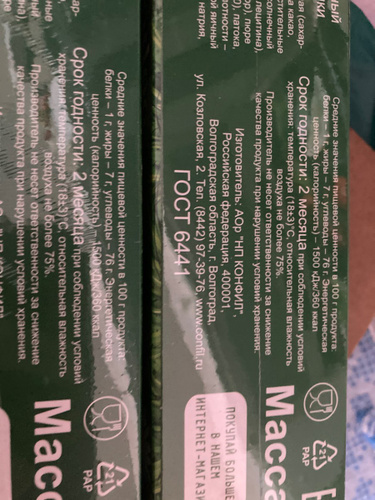 Средние значения пищевой ценности в 100 г продукта:
белки – 1 г, жиры – 7 г, углеводы – 76 г. Энергетическая
ценность (калорийность) – 1500 кДж/360 ккал
Срок годности: 2 месяца при соблюдении условий
хранения: температура (18±3)°С, относительная влажность
воздуха не более 75%.
Производитель не несет ответственности за снижение
качества продукта при нарушении условий хранения.
Масса
21
PAP
Средние значения пищевой ценности в 100 г продукта:
белки – 1 г, жиры – 7 г, углеводы – 76 г. Энергетическая
ценность (калорийность) – 1500 кДж/360 ккал
Срок годности: 2 месяца при соблюдении условий
хранения: температура (18±3)°С, относительная влажность
воздуха не более 75%.
Производитель не несет ответственности за снижение
качества продукта при нарушении условий хранения.
Изготовитель: АОр "НП КОНФИЛ",
Российская Федерация, 400001,
Волгоградская область, г. Волгоград,
ул. Козловская, 2. Тел. (8442) 97-39-76. www.confil.ru
ГОСТ 6441
ПОКУПАЙ БОЛЬШЕ
В НАШЕМ
ИНТЕРНЕТ-МАГАЗ
Масса
21
PAP